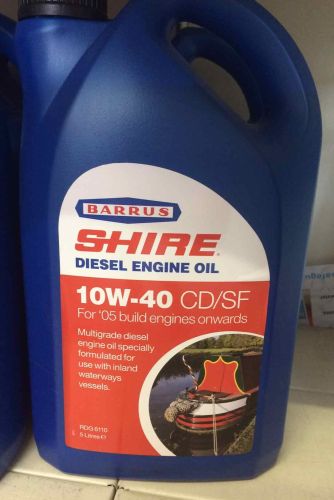 BARRUS
SHIRE
DIESEL ENGINE OIL
10W-40 CD/SF
For '05 build engines onwards
Multigrade diesel
engine oil specially
formulated for
use with inland
waterways
vessels.
RDG 6110
5 Litres e